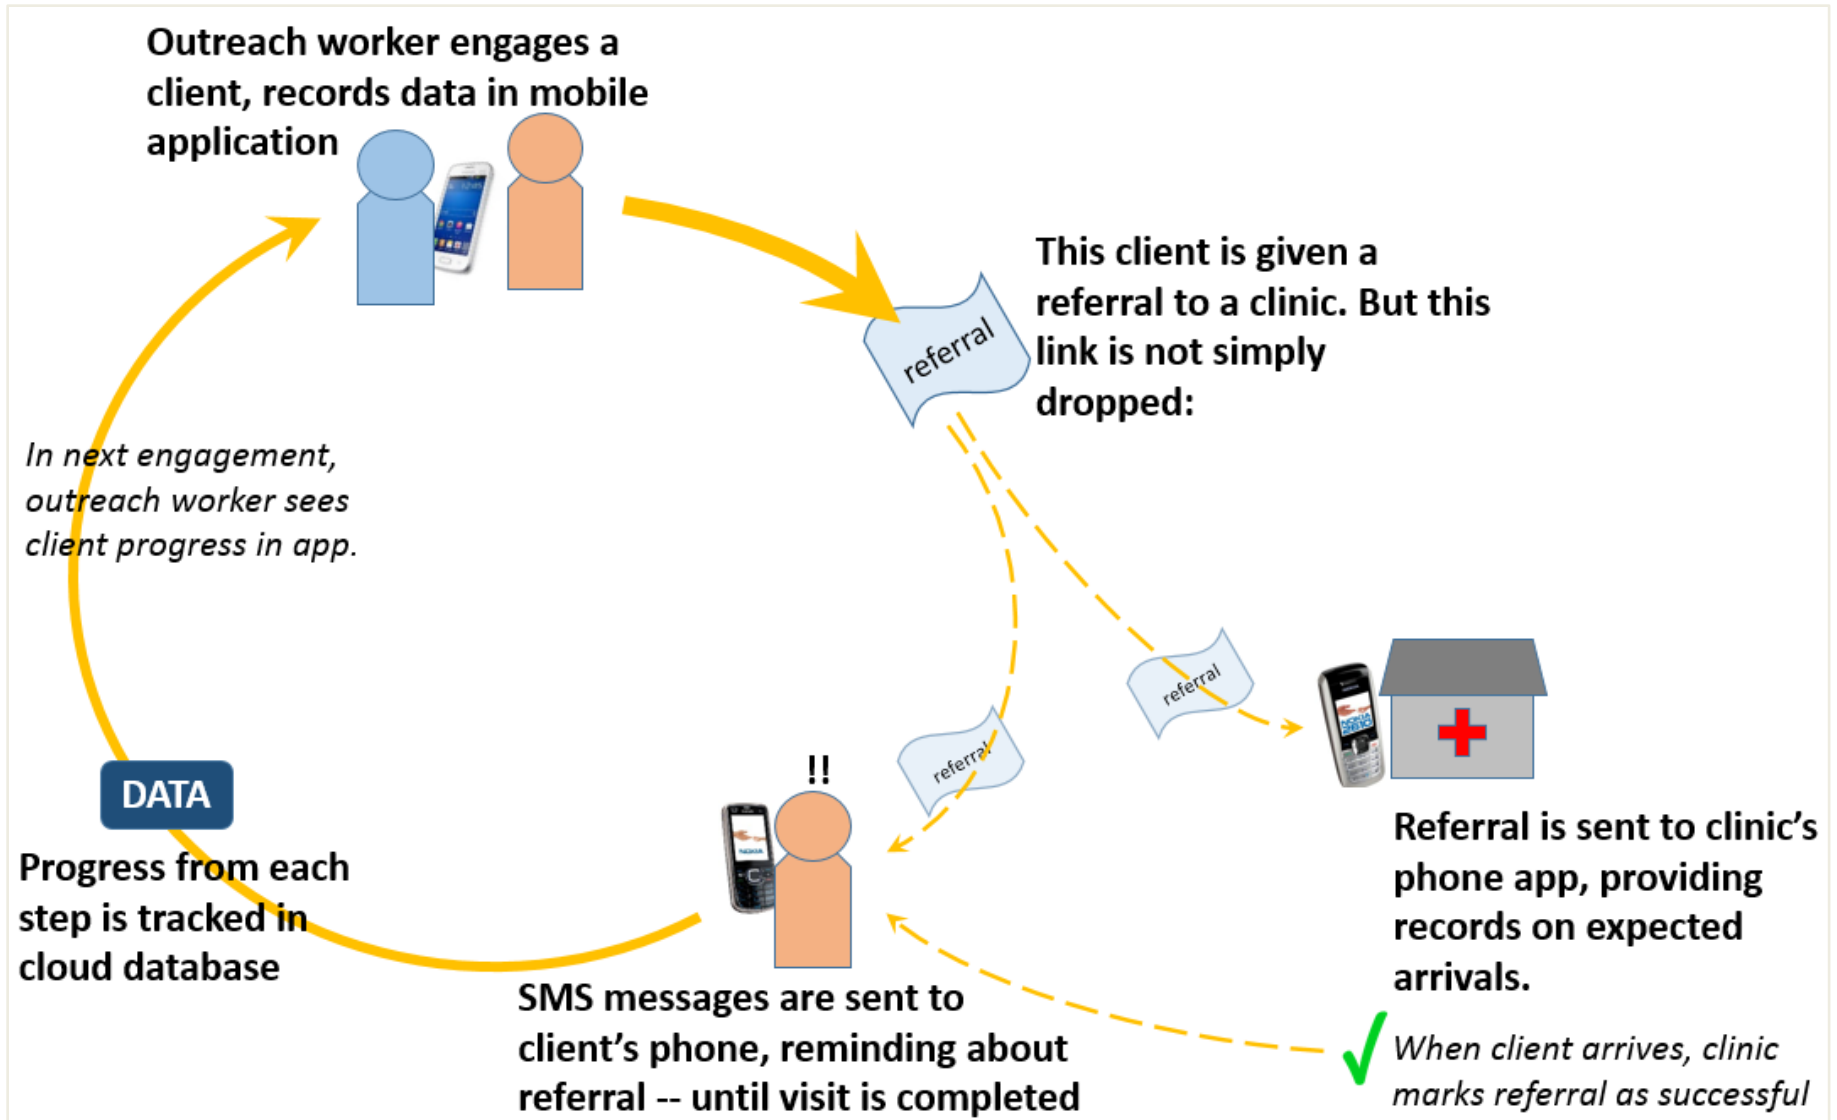 Outreach worker engages a
client, records data in mobile
application
This client is given a
referral to a clinic. But this
link is not simply
dropped:
referral
In next engagement,
outreach worker sees
client progress in app.
referral
referral
NOKIA
2610
!!
NOKIA
DATA
Progress from each
step is tracked in
cloud database
Referral is sent to clinic’s
phone app, providing
records on expected
arrivals.
SMS messages are sent to
client’s phone, reminding about
referral -- until visit is completed
When client arrives, clinic
marks referral as successful